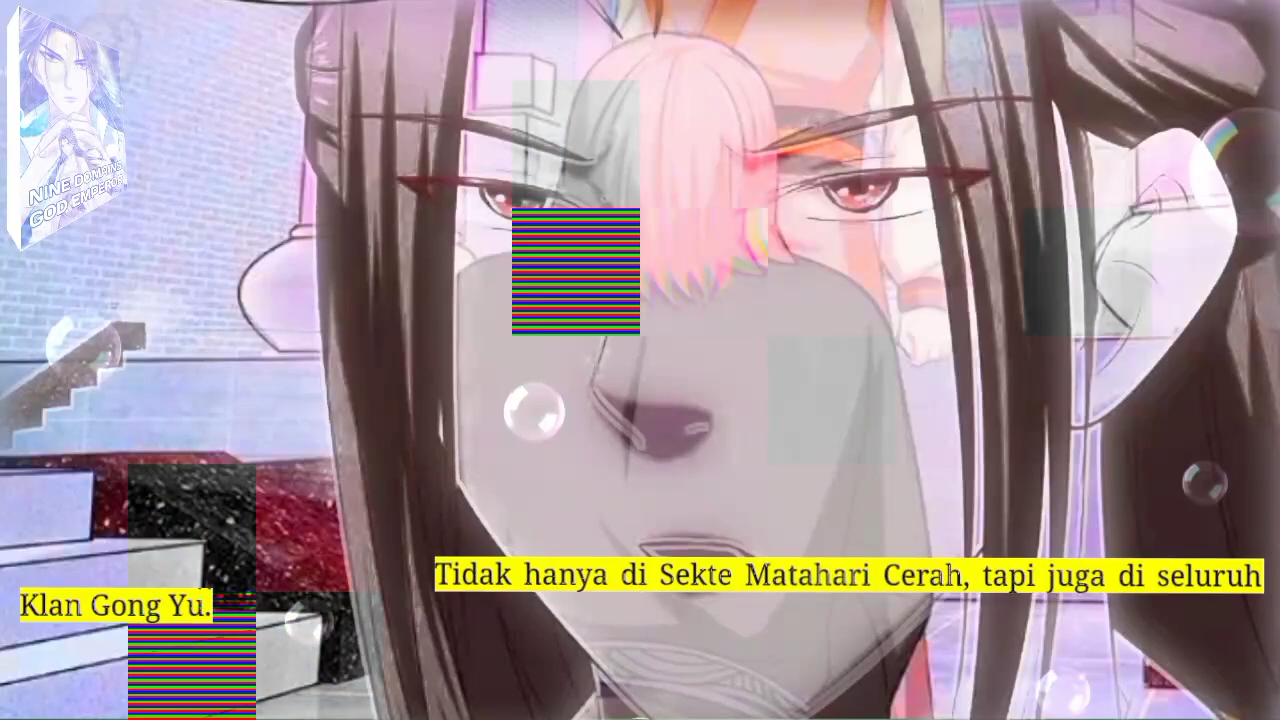 NINE DOMAINS
GOD EMPEROR
Tidak hanya di Sekte Matahari Cerah, tapi juga di seluruh
Klan Gong Yu.